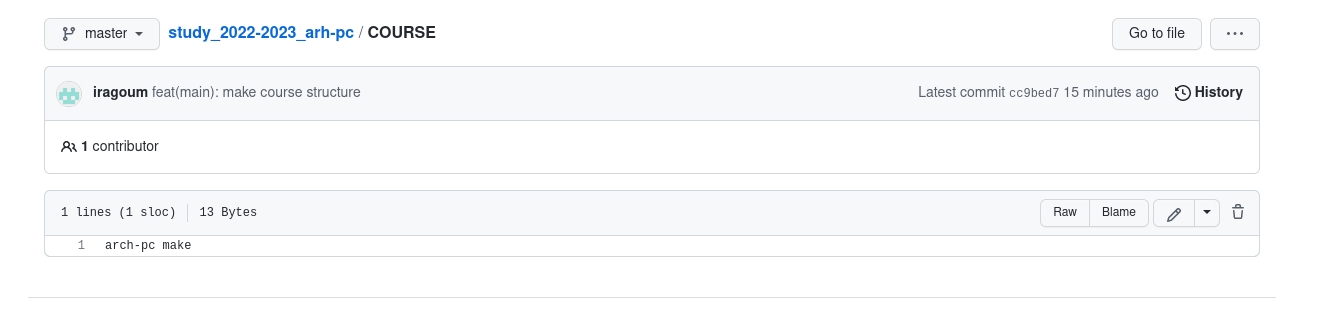 master study_2022-2023_arh-pc / COURSE Go to file ...
iragoum feat(main): make course structure Latest commit cc9bed7 15 minutes ago History
1 contributor
1 lines (1 sloc) 13 Bytes Raw Blame
1 arch-pc make